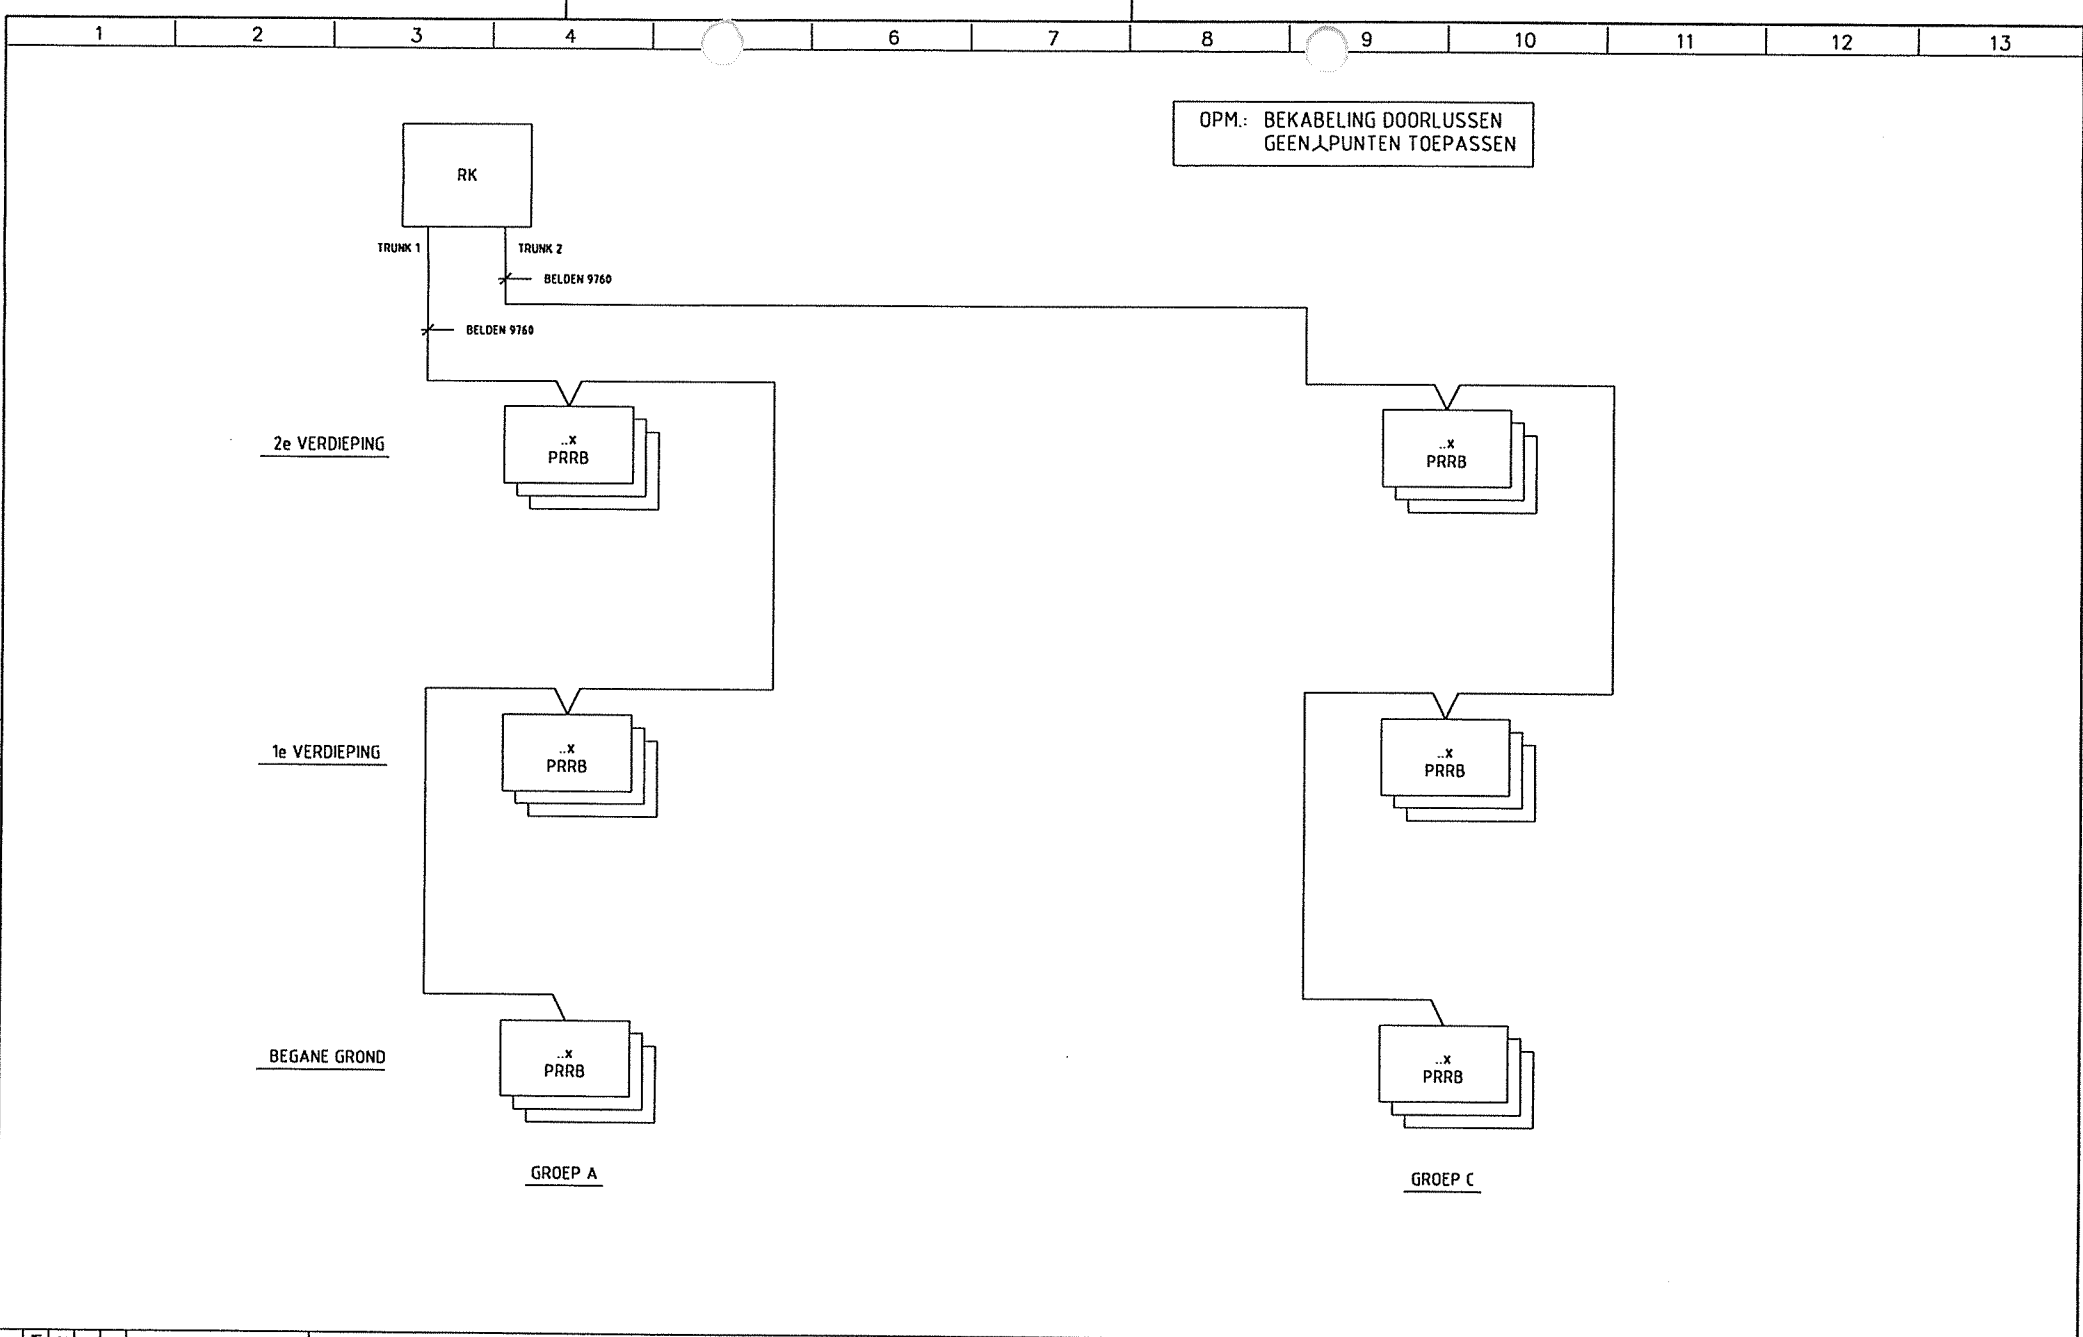 1 2 3 4 6 7 8 9 10 11 12 13
OPM.: BEKABELING DOORLUSSEN
GEEN PUNTEN TOEPASSEN
RK
TRUNK 1
TRUNK 2
BELDEN 9760
BELDEN 9760
2e VERDIEPING
..x
PRRB
..x
PRRB
1e VERDIEPING
..x
PRRB
..x
PRRB
BEGANE GROND
..x
PRRB
..x
PRRB
GROEP A
GROEP C